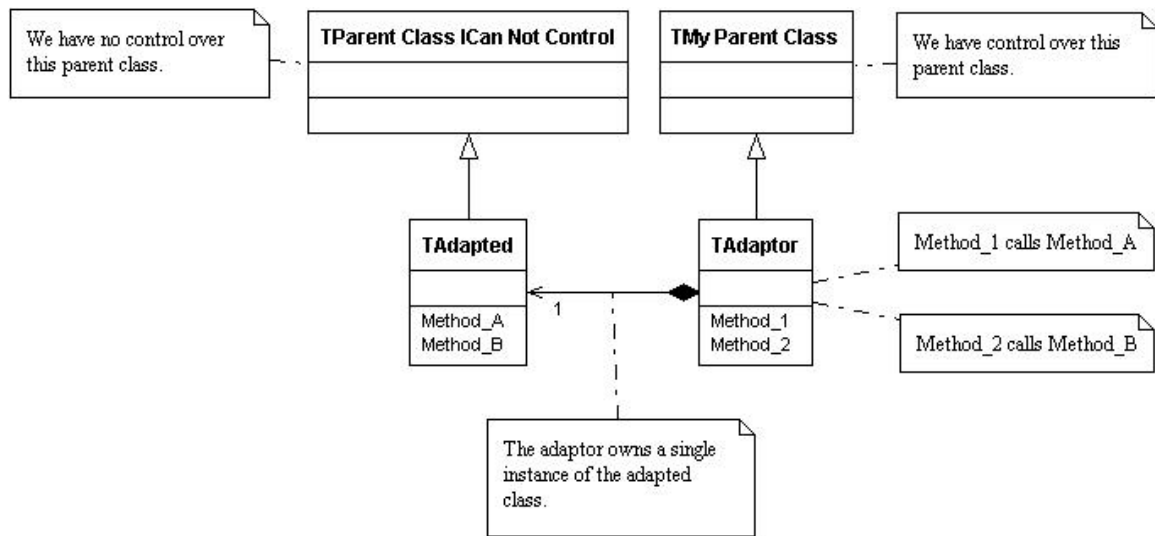 We have no control over
this parent class.
TParent Class ICan Not Control
TMy Parent Class
We have control over this
parent class.
TAdapted
Method_A
Method_B
1
TAdaptor
Method_1
Method_2
Method_1 calls Method_A
Method_2 calls Method_B
The adaptor owns a single
instance of the adapted
class.